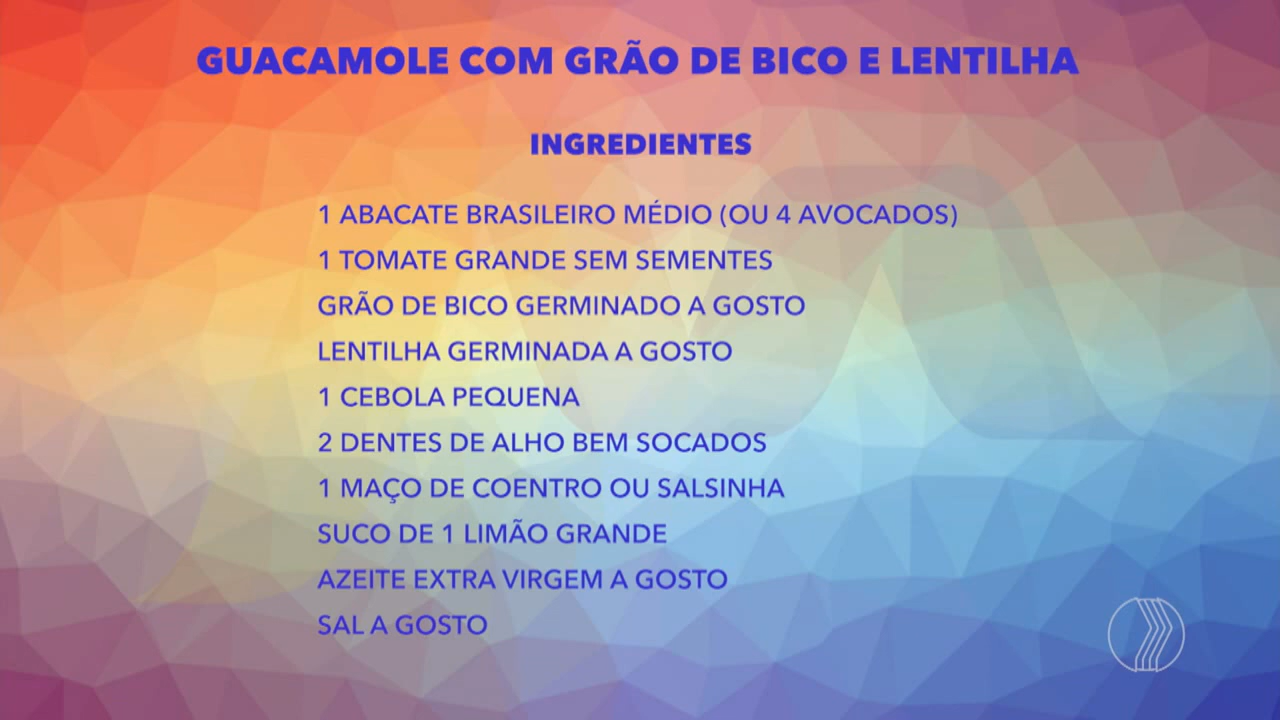 GUACAMOLE COM GRÃO DE BICO E LENTILHA
INGREDIENTES
1 ABACATE BRASILEIRO MÉDIO (OU 4 AVOCADOS)
1 TOMATE GRANDE SEM SEMENTES
GRÃO DE BICO GERMINADO A GOSTO
LENTILHA GERMINADA A GOSTO
1 CEBOLA PEQUENA
2 DENTES DE ALHO BEM SOCADOS
1 MAÇO DE COENTRO OU SALSINHA
SUCO DE 1 LIMÃO GRANDE
AZEITE EXTRA VIRGEM A GOSTO
SAL A GOSTO